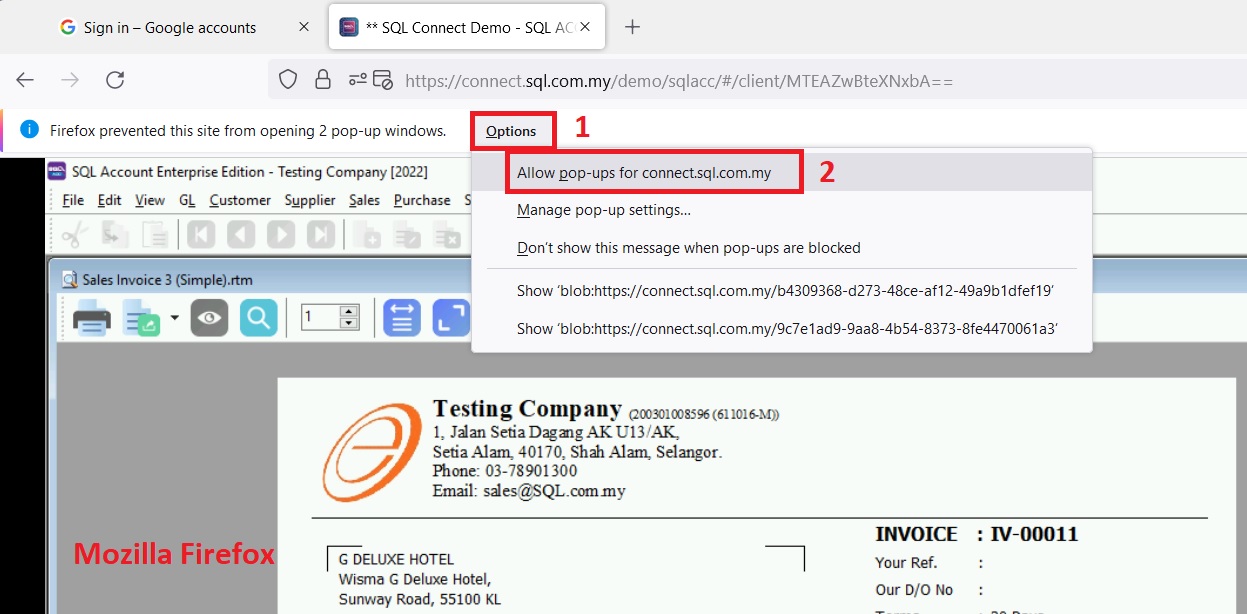 Sign in – Google accounts
** SQL Connect Demo - SQL AC
https://connect.sql.com.my/demo/sqlacc/#/client/MTEAZwBteXNxbA==
Firefox prevented this site from opening 2 pop-up windows. Options 1
Allow pop-ups for connect.sql.com.my 2
Manage pop-up settings...
Don't show this message when pop-ups are blocked
Show ‘blob:https://connect.sql.com.my/b4309368-d273-48ce-af12-49a9b1dfef19’
Show ‘blob:https://connect.sql.com.my/9c7e1ad9-9aa8-4b54-8373-8fe4470061a3’
SQL Account Enterprise Edition - Testing Company [2022]
File Edit View GL Customer Supplier Sales Purchase S
Sales Invoice 3 (Simple).rtm
1
Testing Company (200301008596 (611016-M))
1, Jalan Setia Dagang AK U13/AK,
Setia Alam, 40170, Shah Alam, Selangor.
Phone: 03-78901300
Email: sales@SQL.com.my
Mozilla Firefox
G DELUXE HOTEL
Wisma G Deluxe Hotel,
Sunway Road, 55100 KL
INVOICE : IV-00011
Your Ref. :
Our D/O No :
Terms : 30 Days